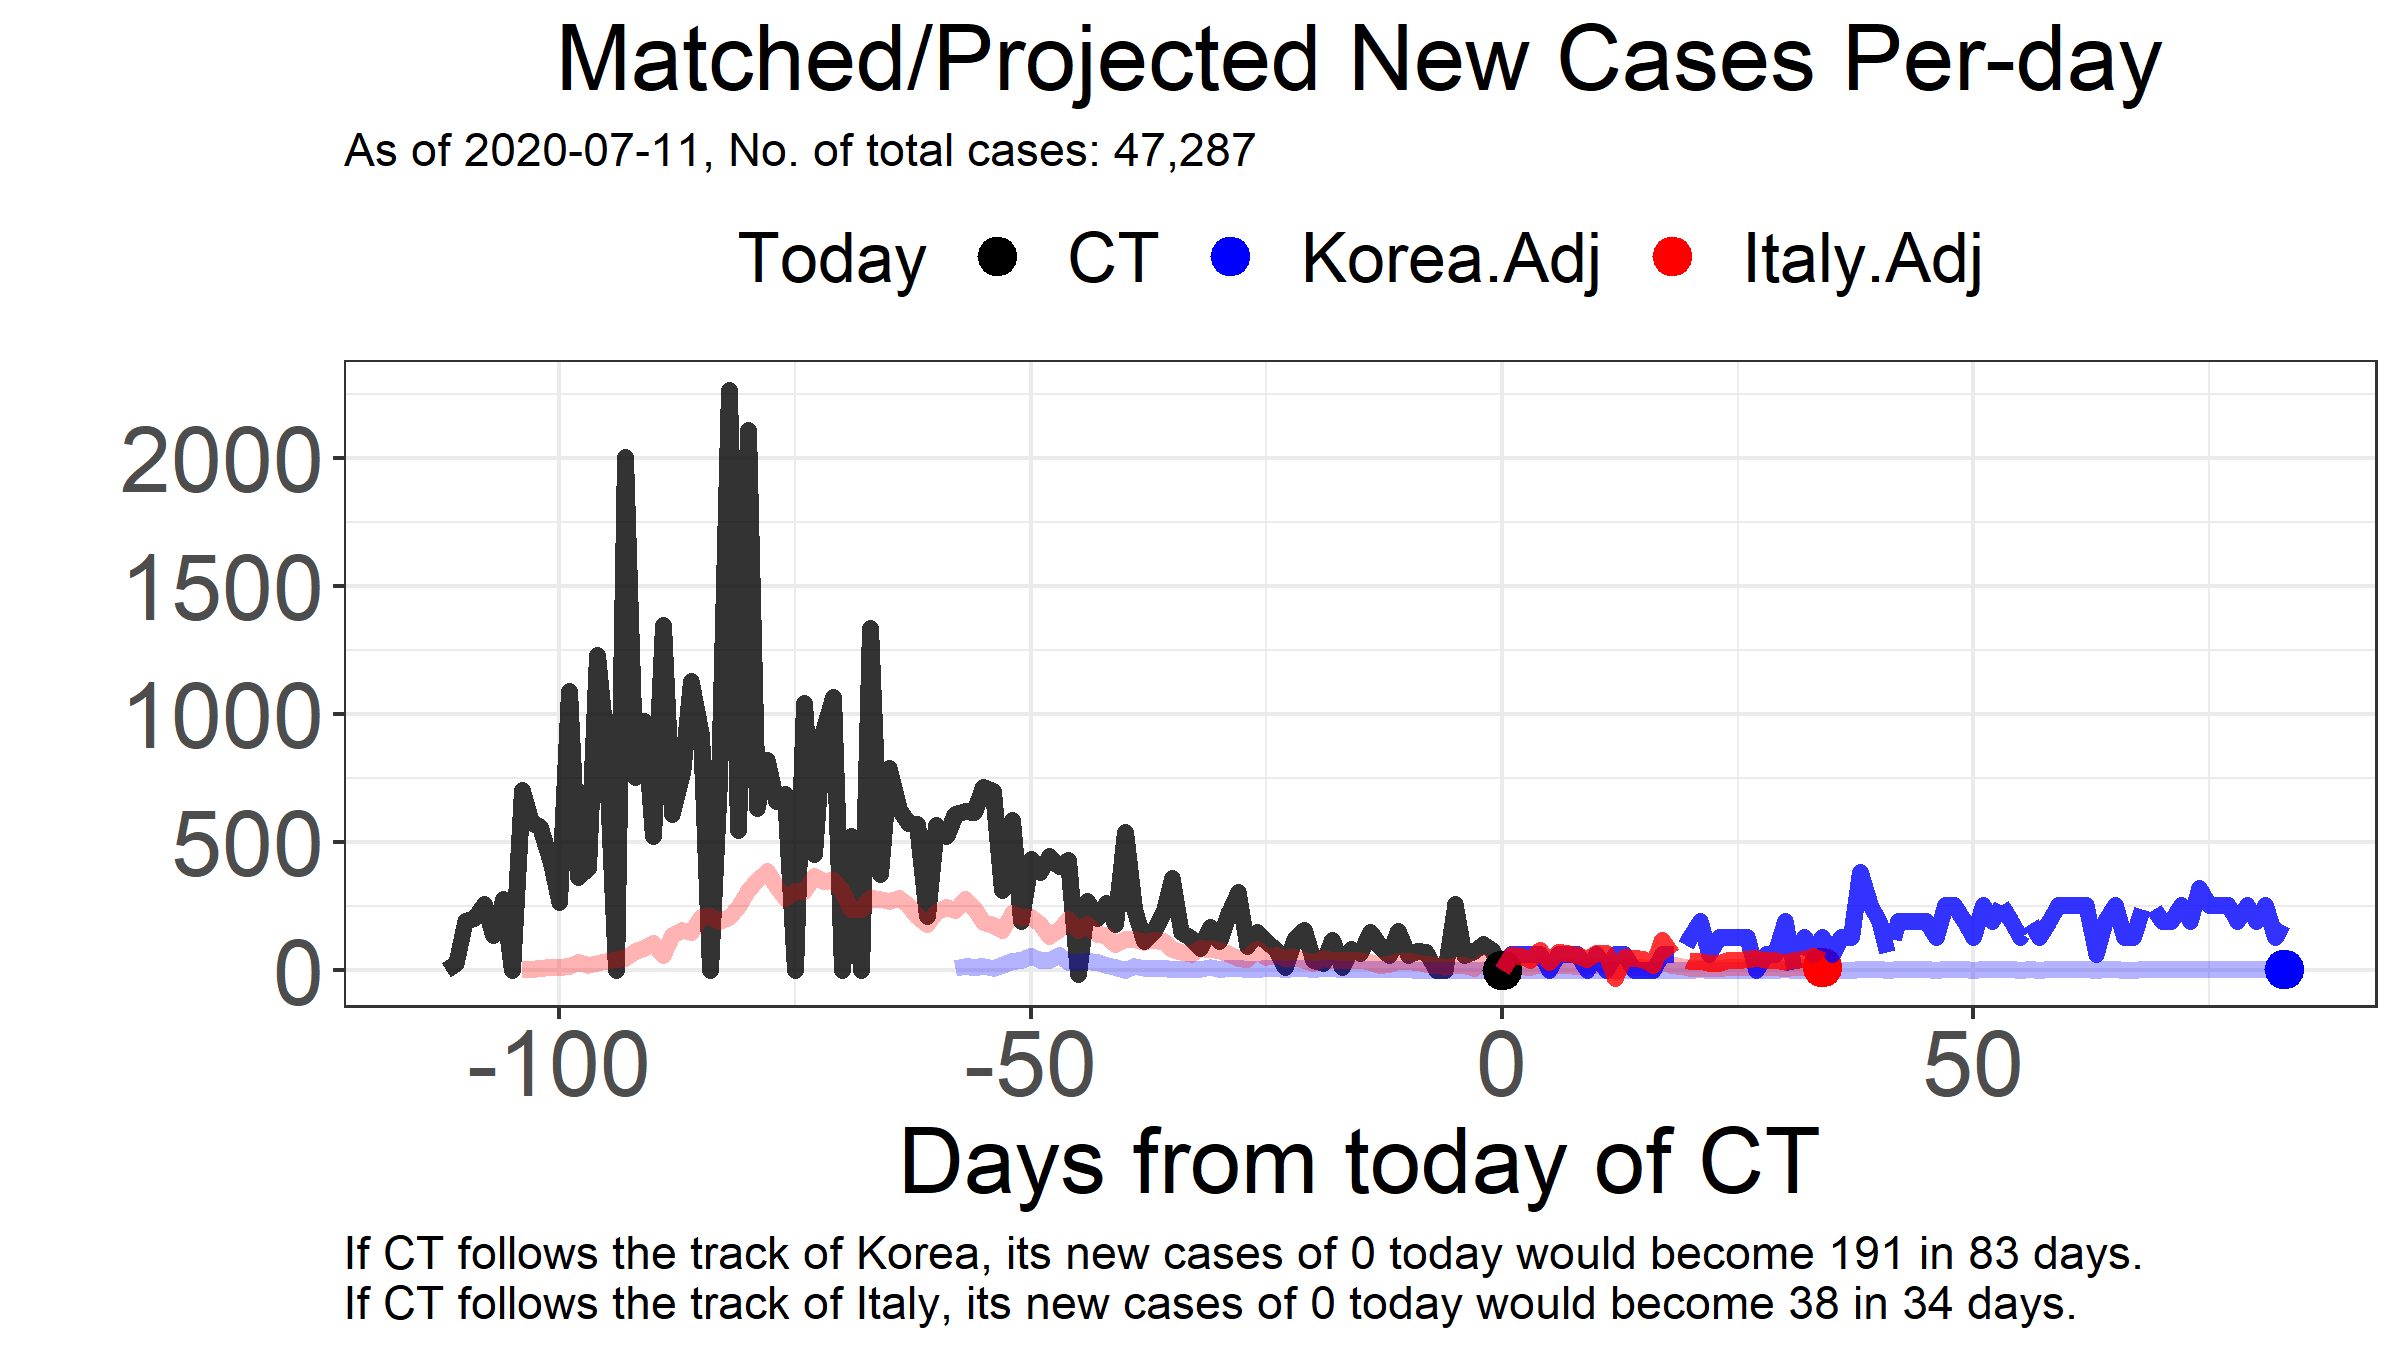 Matched/Projected New Cases Per-day
As of 2020-07-11, No. of total cases: 47,287
Today CT Korea.Adj Italy.Adj
2000
1500
1000
500
0
-100 -50 0 50
Days from today of CT
If CT follows the track of Korea, its new cases of 0 today would become 191 in 83 days.
If CT follows the track of Italy, its new cases of 0 today would become 38 in 34 days.